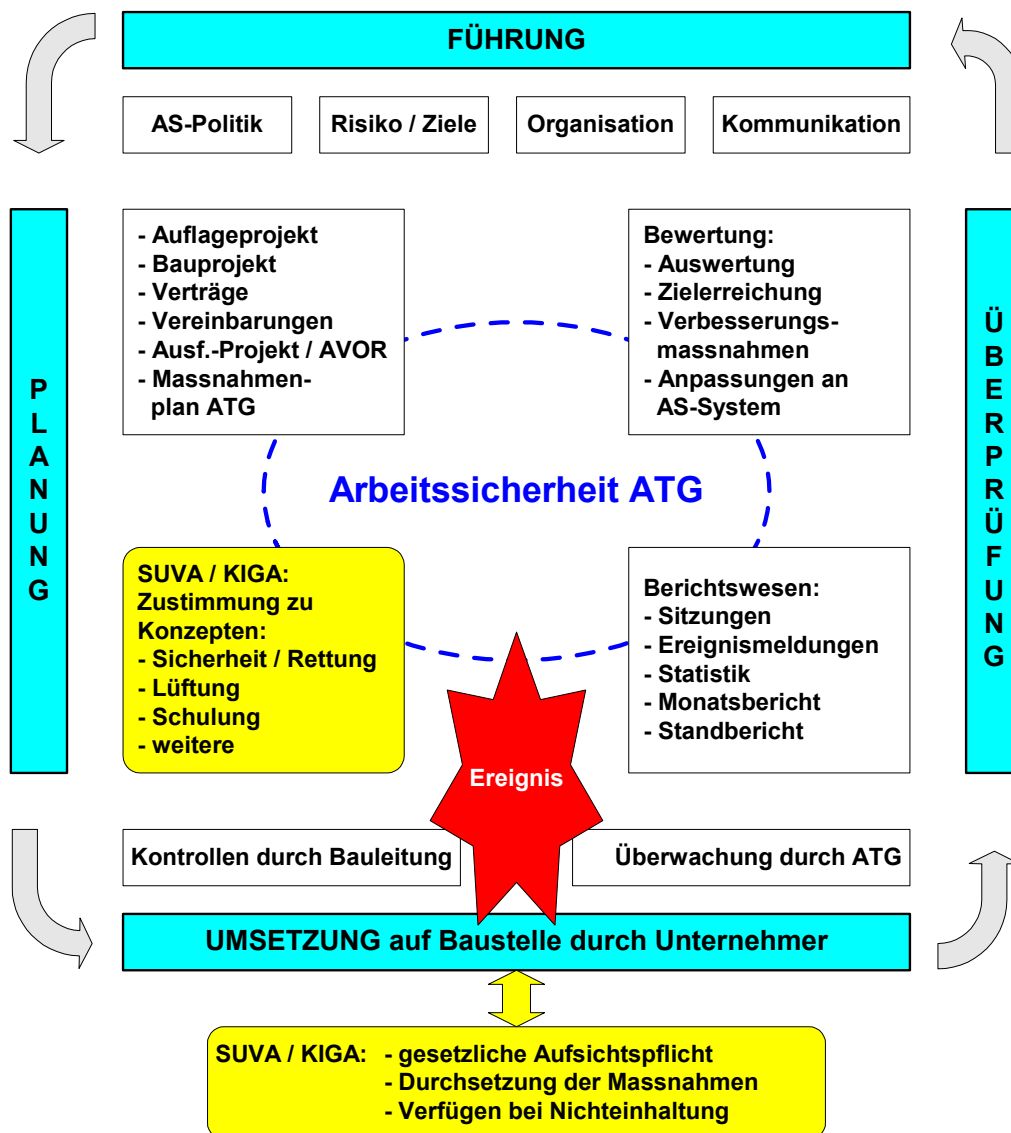 FÜHRUNG
AS-Politik
Risiko / Ziele
Organisation
Kommunikation
PLANUNG
- Auflageprojekt
- Bauprojekt
- Verträge
- Vereinbarungen
- Ausf.-Projekt / AVOR
- Massnahmen-
plan ATG
Bewertung:
- Auswertung
- Zielerreichung
- Verbesserungs-
massnahmen
- Anpassungen an
AS-System
ÜBERPRÜFUNG
Arbeitssicherheit ATG
SUVA / KIGA:
Zustimmung zu
Konzepten:
- Sicherheit / Rettung
- Lüftung
- Schulung
- weitere
Berichtswesen:
- Sitzungen
- Ereignismeldungen
- Statistik
- Monatsbericht
- Standbericht
Ereignis
Kontrollen durch Bauleitung
Überwachung durch ATG
UMSETZUNG auf Baustelle durch Unternehmer
SUVA / KIGA: - gesetzliche Aufsichtspflicht
- Durchsetzung der Massnahmen
- Verfügen bei Nichteinhaltung